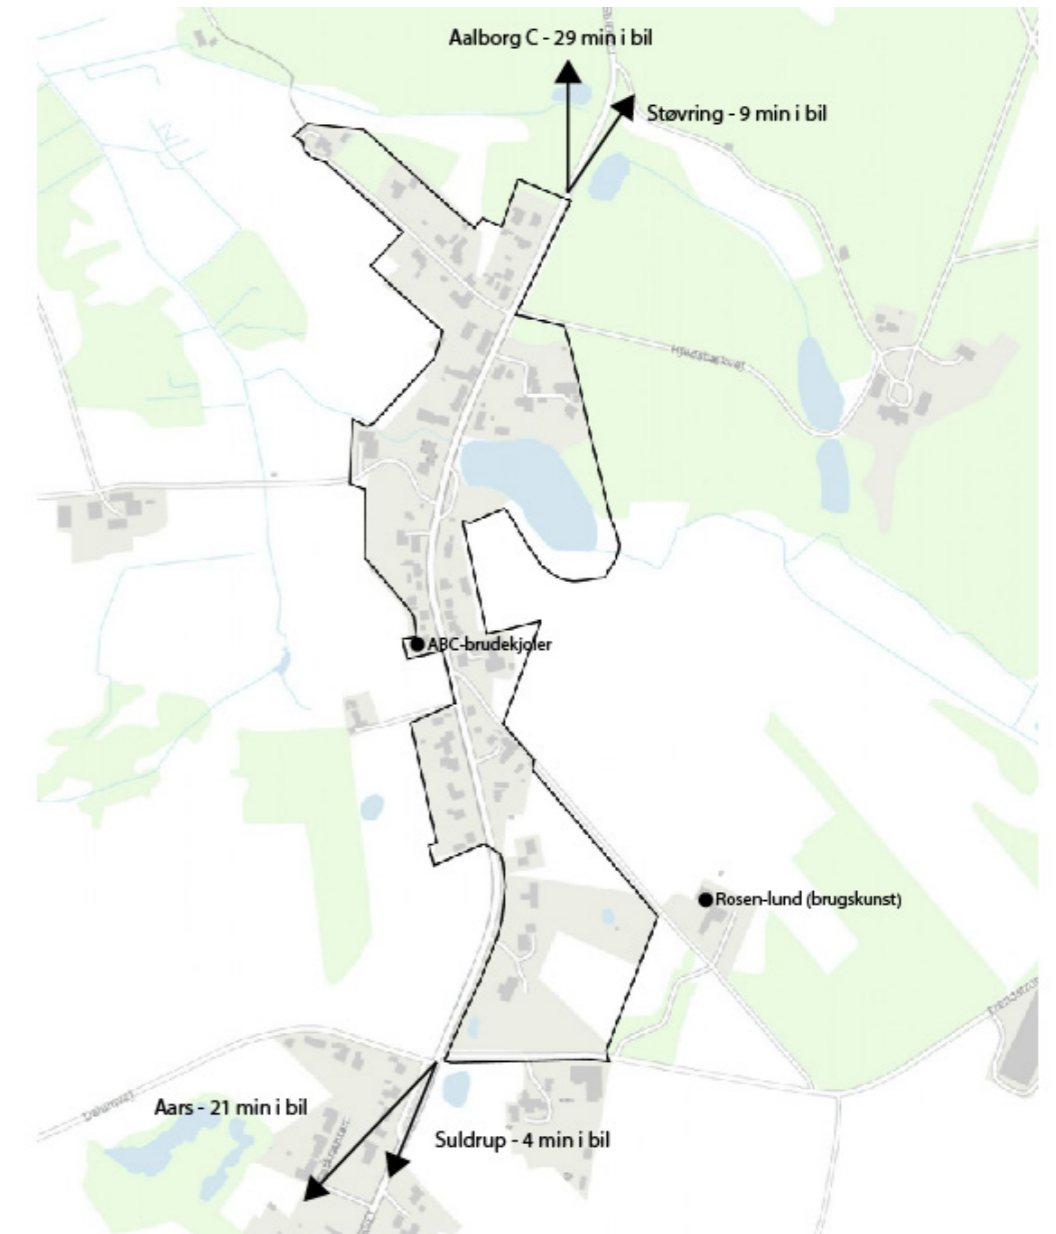 Aalborg C - 29 min i bil
Støvring - 9 min i bil
ABC-brudekjoler
Rosen-lund (brugskunst)
Aars - 21 min i bil
Suldrup - 4 min i bil